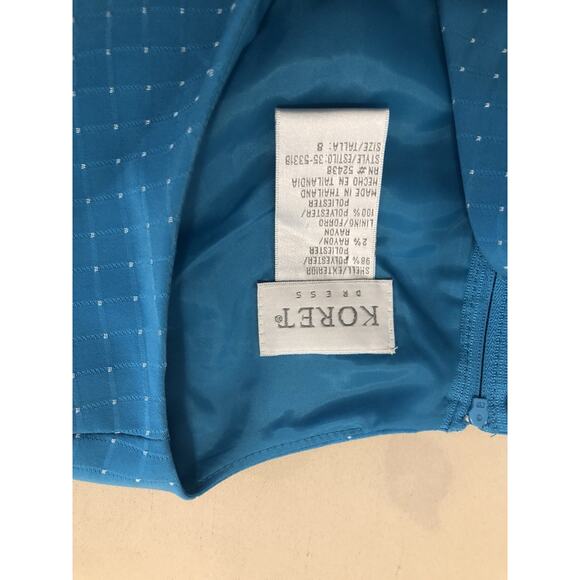 KORET®
DRESS
SHELL/EXTERIOR
98% POLYESTER/
POLIESTER
2% RAYON/
RAYON
LINING/FORRO
100% POLYESTER/
POLIESTER
MADE IN THAILAND
HECHO EN TAILANDIA
RN# 52438
STYLE/ESTILO:35-53318
SIZE/TALLA: 8